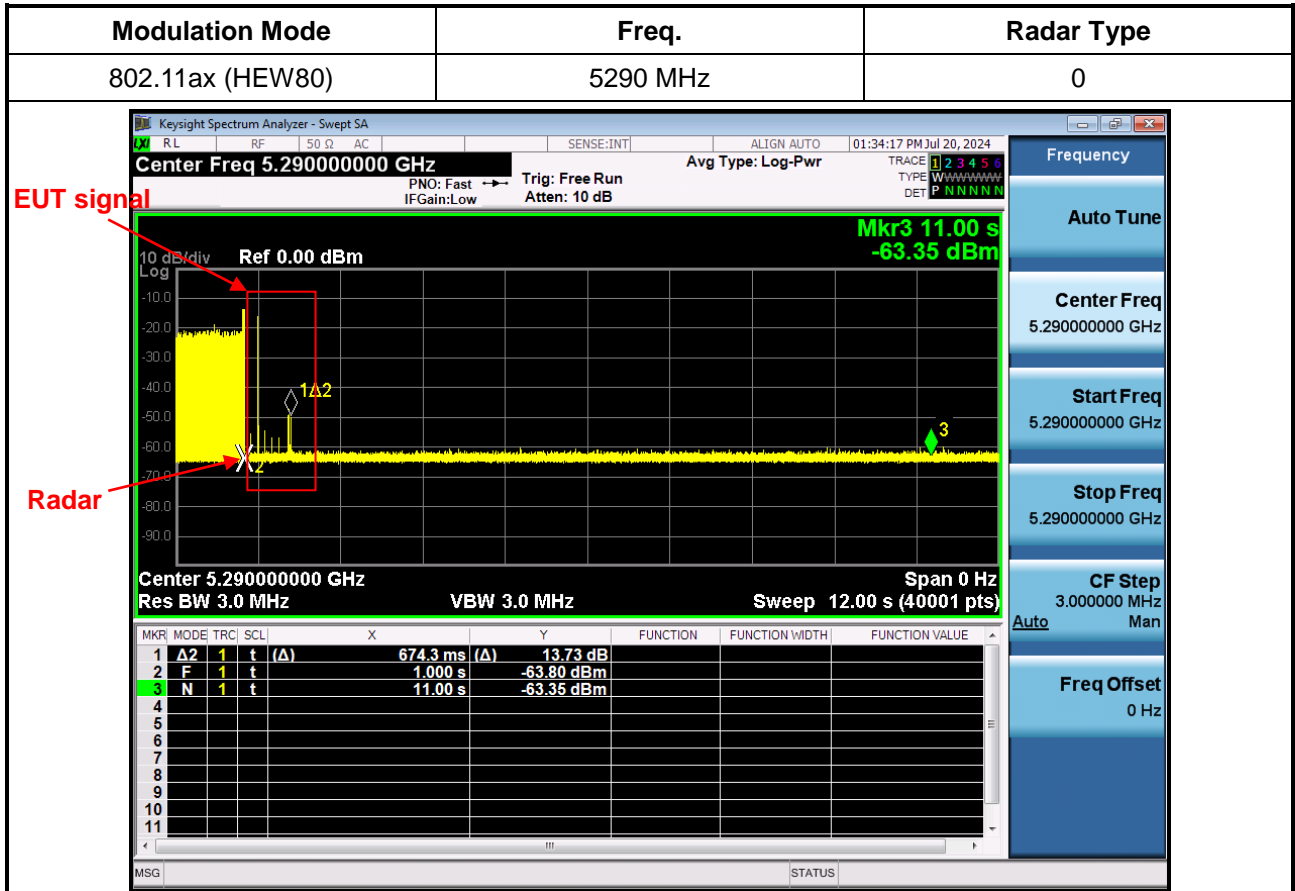 Modulation Mode Freq. Radar Type
802.11ax (HEW80) 5290 MHz 0
Keysight Spectrum Analyzer - Swept SA
LXI RL RF 50 Ω AC SENSE:INT ALIGN AUTO 01:34:17 PM Jul 20, 2024
Center Freq 5.290000000 GHz Avg Type: Log-Pwr TRACE 1 2 3 4 5 6
PNO: Fast Trig: Free Run TYPE WWWWWW
IFGain:Low Atten: 10 dB DET P N N N N N
Frequency
EUT signal
Mkr3 11.00 s
-63.35 dBm
10 dB/div Ref 0.00 dBm
Log
-10.0
-20.0
-30.0
-40.0
-50.0
-60.0
-70.0
-80.0
-90.0
1Δ2
3
2
Radar
Center 5.290000000 GHz Span 0 Hz
Res BW 3.0 MHz VBW 3.0 MHz Sweep 12.00 s (40001 pts)
MKR MODE TRC SCL X Y FUNCTION FUNCTION WIDTH FUNCTION VALUE
1 Δ2 1 t (Δ) 674.3 ms (Δ) 13.73 dB
2 F 1 t 1.000 s -63.80 dBm
3 N 1 t 11.00 s -63.35 dBm
4
5
6
7
8
9
10
11
MSG STATUS
Auto Tune
Center Freq
5.290000000 GHz
Start Freq
5.290000000 GHz
Stop Freq
5.290000000 GHz
CF Step
3.000000 MHz
Auto Man
Freq Offset
0 Hz